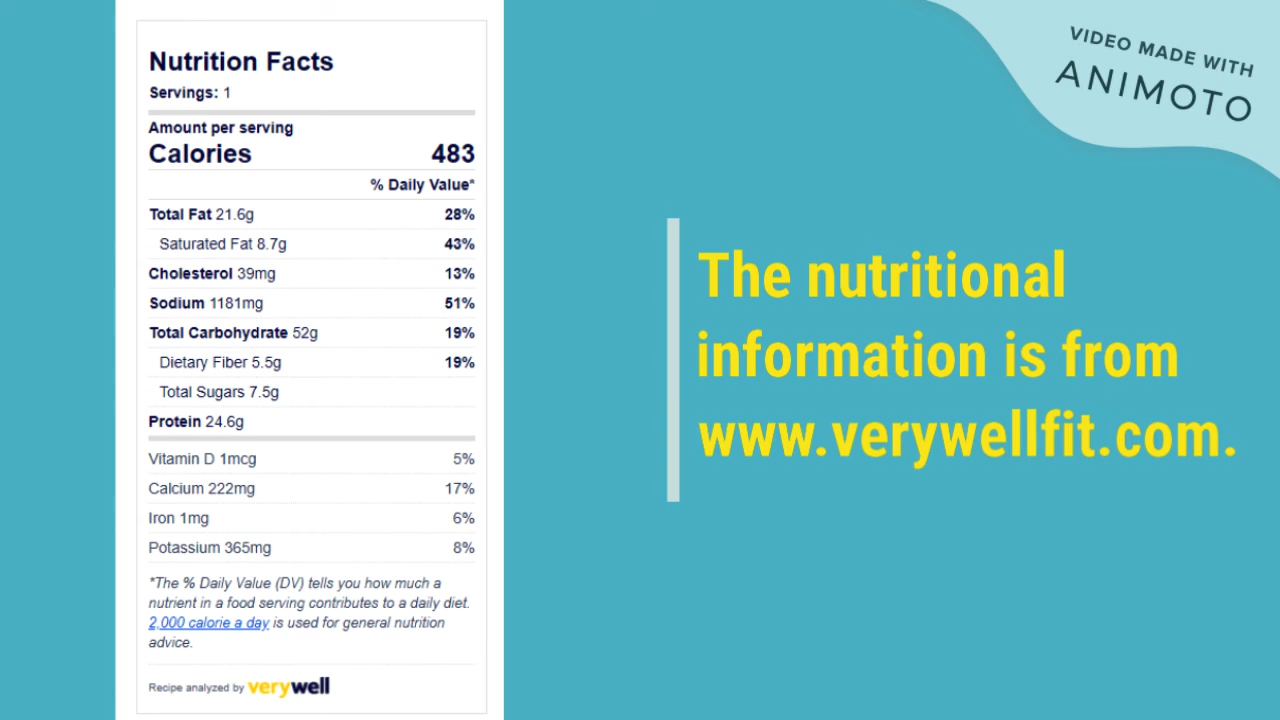 Nutrition Facts
Servings: 1
Amount per serving
Calories 483
% Daily Value*
Total Fat 21.6g 28%
Saturated Fat 8.7g 43%
Cholesterol 39mg 13%
Sodium 1181mg 51%
Total Carbohydrate 52g 19%
Dietary Fiber 5.5g 19%
Total Sugars 7.5g
Protein 24.6g
Vitamin D 1mcg 5%
Calcium 222mg 17%
Iron 1mg 6%
Potassium 365mg 8%
*The % Daily Value (DV) tells you how much a
nutrient in a food serving contributes to a daily diet.
2,000 calorie a day is used for general nutrition
advice.
Recipe analyzed by verywell
The nutritional
information is from
www.verywellfit.com.
VIDEO MADE WITH
ANIMOTO